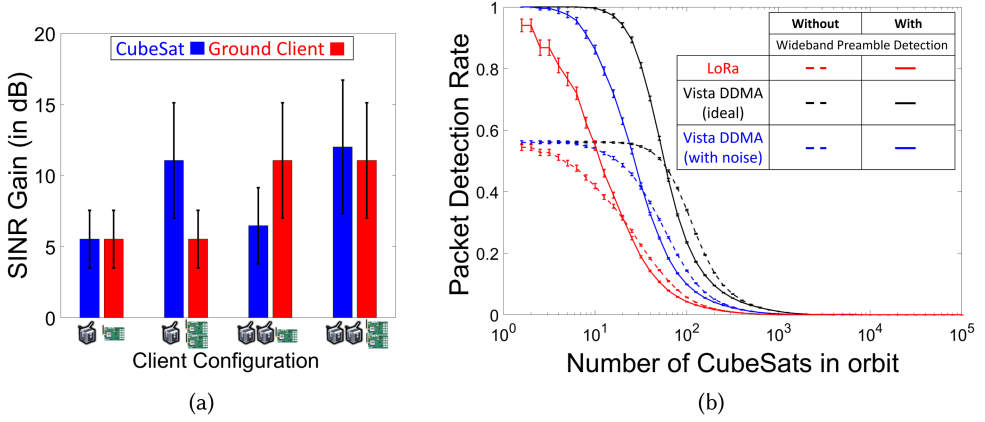 20
15
10
5
0
SINR Gain (in dB)
CubeSat Ground Client
Client Configuration
(a)
1
0.8
0.6
0.4
0.2
0
Packet Detection Rate
Without With
Wideband Preamble Detection
LoRa
Vista DDMA
(ideal)
Vista DDMA
(with noise)
10^0 10^1 10^2 10^3 10^4 10^5
Number of CubeSats in orbit
(b)